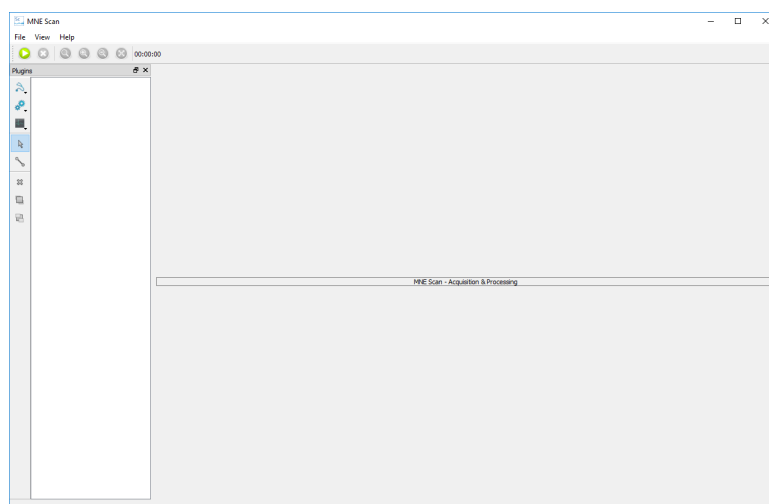 MNE Scan
File View Help
00:00:00
Plugins
MNE Scan - Acquisition & Processing